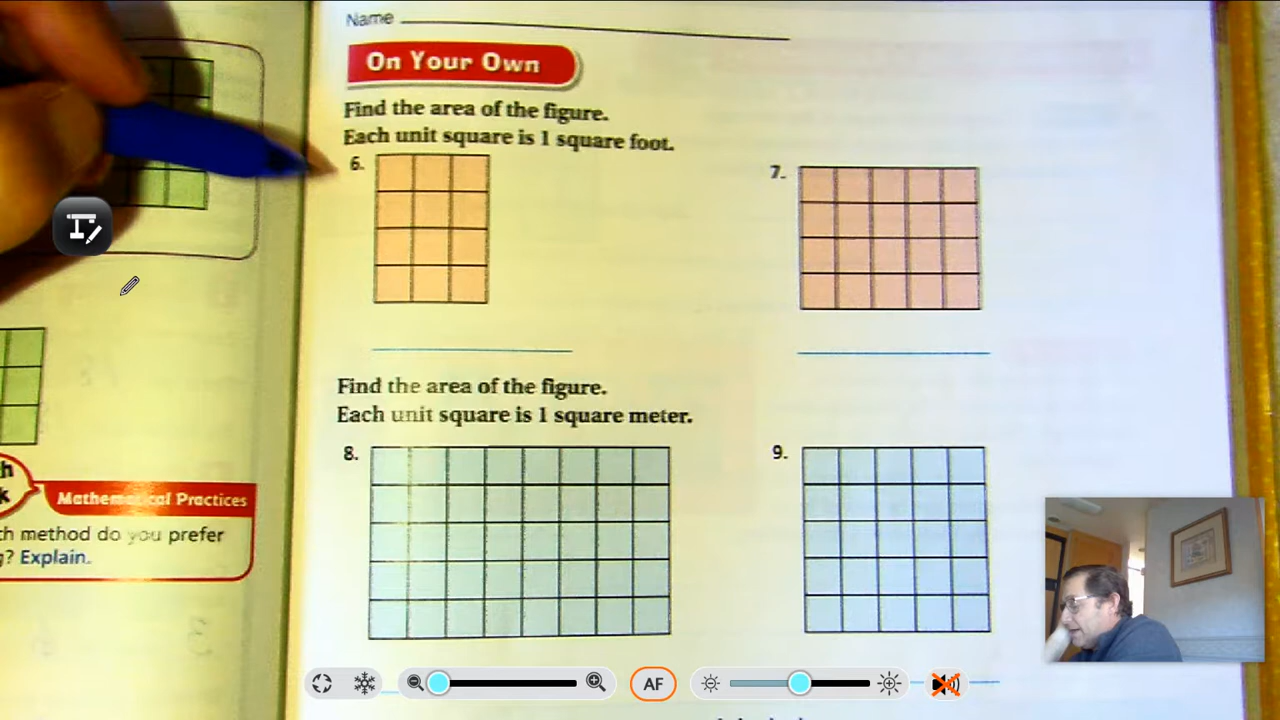 Name
On Your Own
Find the area of the figure.
Each unit square is 1 square foot.
6.
7.
Find the area of the figure.
Each unit square is 1 square meter.
8.
9.
Mathematical Practices
th method do you prefer
? Explain.
AF